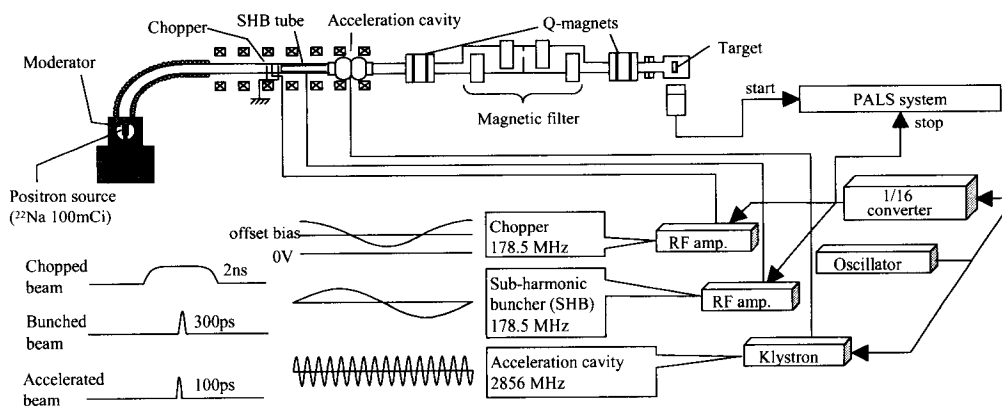 Acceleration cavity
SHB tube
Chopper
Q-magnets
Target
Moderator
Magnetic filter
start
PALS system
stop
Positron source
(²²Na 100mCi)
1/16
converter
offset bias
0V
Chopper
178.5 MHz
RF amp.
Oscillator
Chopped
beam
2ns
Sub-harmonic
buncher (SHB)
178.5 MHz
RF amp.
Bunched
beam
300ps
Acceleration cavity
2856 MHz
Klystron
Accelerated
beam
100ps